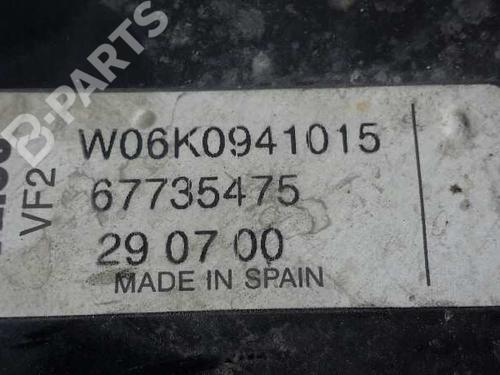 B-PARTS
VF2
W06K0941015
67735475
29 07 00
MADE IN SPAIN